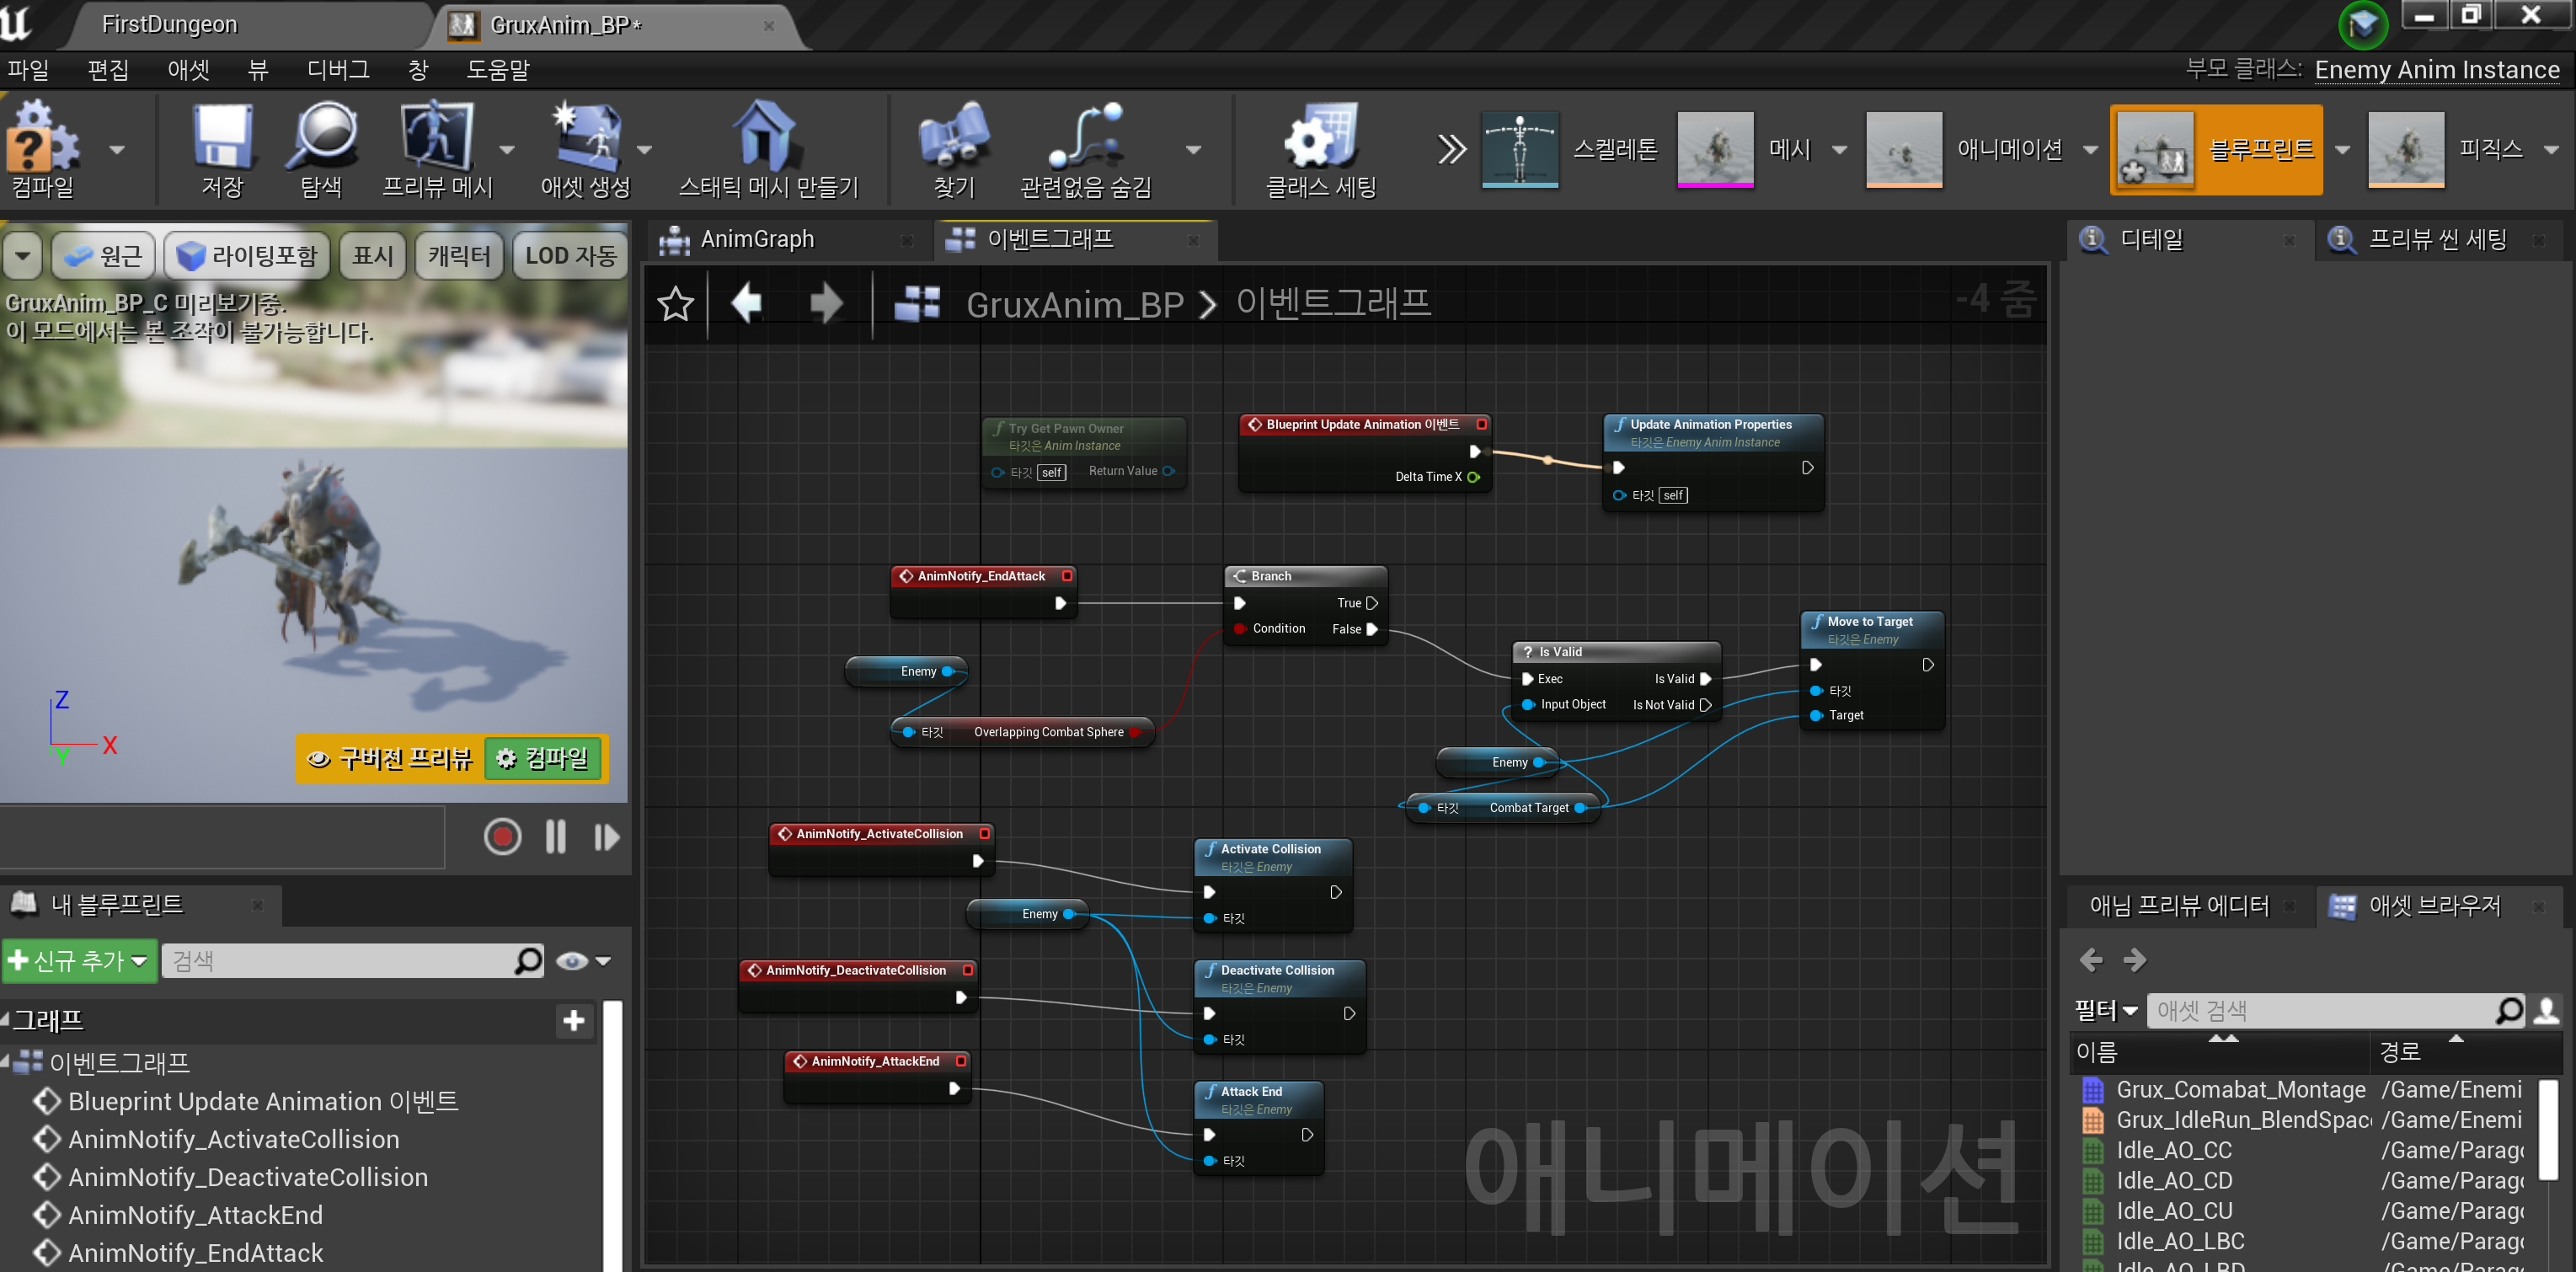 FirstDungeon
GruxAnim_BP*
파일 편집 애셋 뷰 디버그 창 도움말
부모 클래스: Enemy Anim Instance
컴파일 저장 탐색 프리뷰 메시 애셋 생성 스태틱 메시 만들기 찾기 관련없음 숨김 클래스 세팅
스켈레톤 메시 애니메이션 블루프린트 피직스
원근 라이팅포함 표시 캐릭터 LOD 자동
GruxAnim_BP_C 미리보기중.
이 모드에서는 본 조작이 불가능합니다.
Z
X
Y
구버전 프리뷰 컴파일
내 블루프린트
신규 추가 검색
그래프
이벤트그래프
Blueprint Update Animation 이벤트
AnimNotify_ActivateCollision
AnimNotify_DeactivateCollision
AnimNotify_AttackEnd
AnimNotify_EndAttack
AnimGraph 이벤트그래프
GruxAnim_BP 이벤트그래프
-4 줌
Try Get Pawn Owner
타깃은 Anim Instance
타깃 self Return Value
Blueprint Update Animation 이벤트
Delta Time X
Update Animation Properties
타깃은 Enemy Anim Instance
타깃 self
AnimNotify_EndAttack
Branch
True
Condition False
Enemy
타깃 Overlapping Combat Sphere
? Is Valid
Exec Is Valid
Input Object Is Not Valid
Move to Target
타깃은 Enemy
타깃
Target
Enemy
타깃 Combat Target
AnimNotify_ActivateCollision
Activate Collision
타깃은 Enemy
타깃
Enemy
AnimNotify_DeactivateCollision
Deactivate Collision
타깃은 Enemy
타깃
AnimNotify_AttackEnd
Attack End
타깃은 Enemy
타깃
애니메이션
디테일 프리뷰 씬 세팅
애님 프리뷰 에디터 애셋 브라우저
필터 애셋 검색
이름 경로
Grux_Comabat_Montage /Game/Enemi
Grux_IdleRun_BlendSpac /Game/Enemi
Idle_AO_CC /Game/Parag
Idle_AO_CD /Game/Parag
Idle_AO_CU /Game/Parag
Idle_AO_LBC /Game/Parag
Idle_AO_LBD /Game/Parag